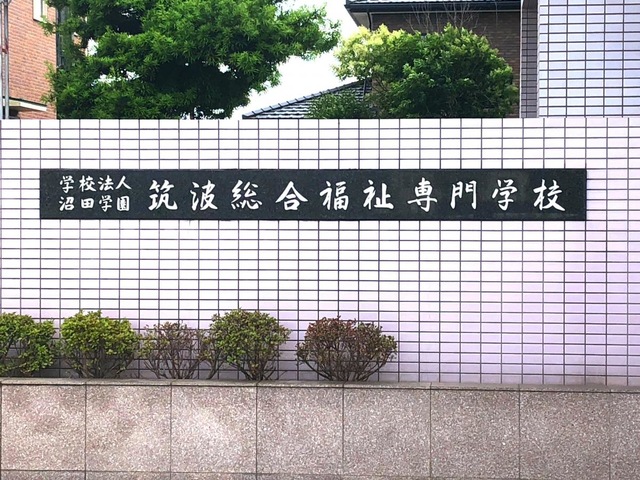 学校法人
沼田学園
筑波総合福祉専門学校